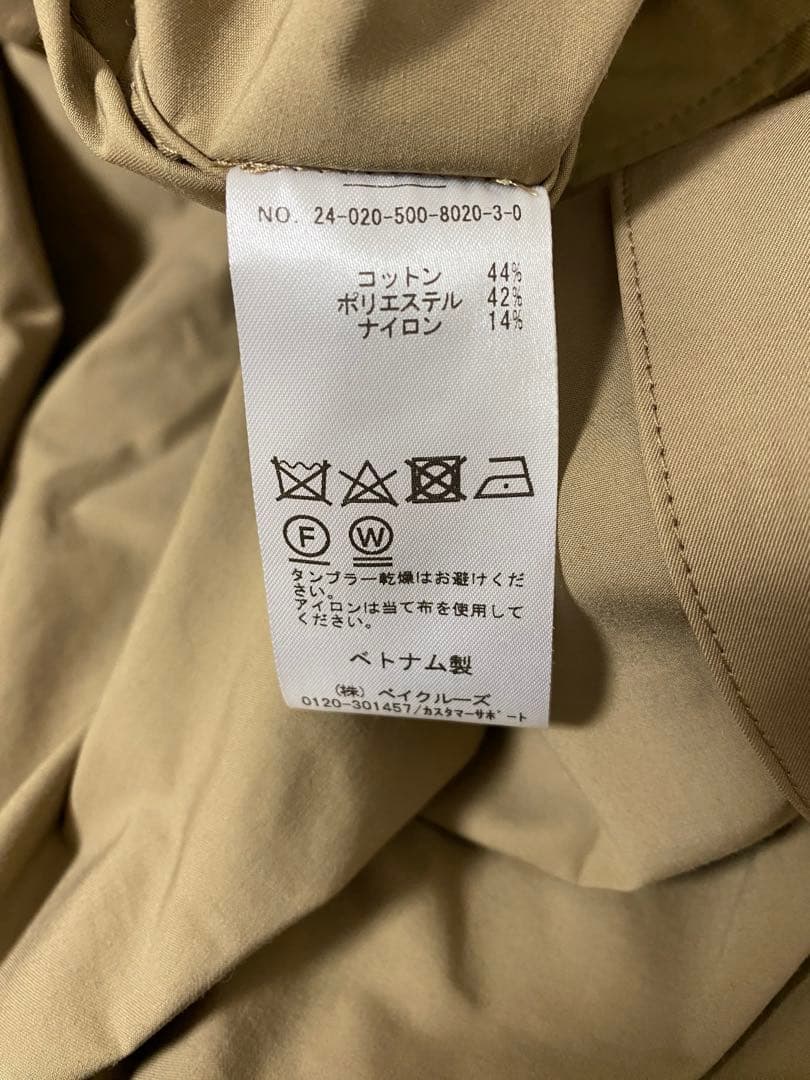 NO. 24-020-500-8020-3-0
コットン 44%
ポリエステル 42%
ナイロン 14%
F W
タンブラー乾燥はお避けくだ
さい。
アイロンは当て布を使用して
ください。
ベトナム製
(株) ベイクルーズ
0120-301457/カスタマーサポート